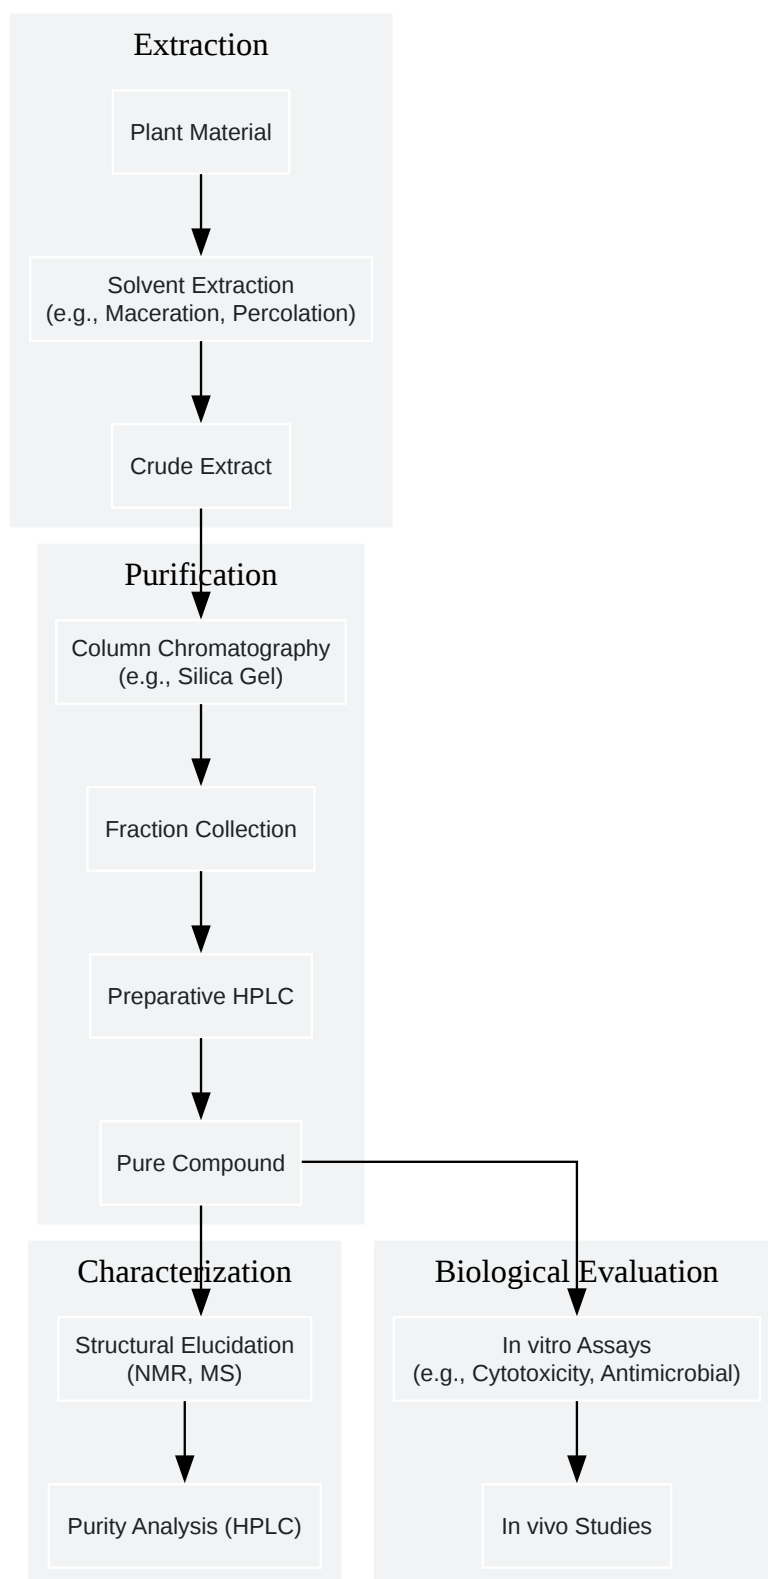 Extraction
Plant Material
Solvent Extraction
(e.g., Maceration, Percolation)
Crude Extract
Purification
Column Chromatography
(e.g., Silica Gel)
Fraction Collection
Preparative HPLC
Pure Compound
Characterization
Structural Elucidation
(NMR, MS)
Purity Analysis (HPLC)
Biological Evaluation
In vitro Assays
(e.g., Cytotoxicity, Antimicrobial)
In vivo Studies